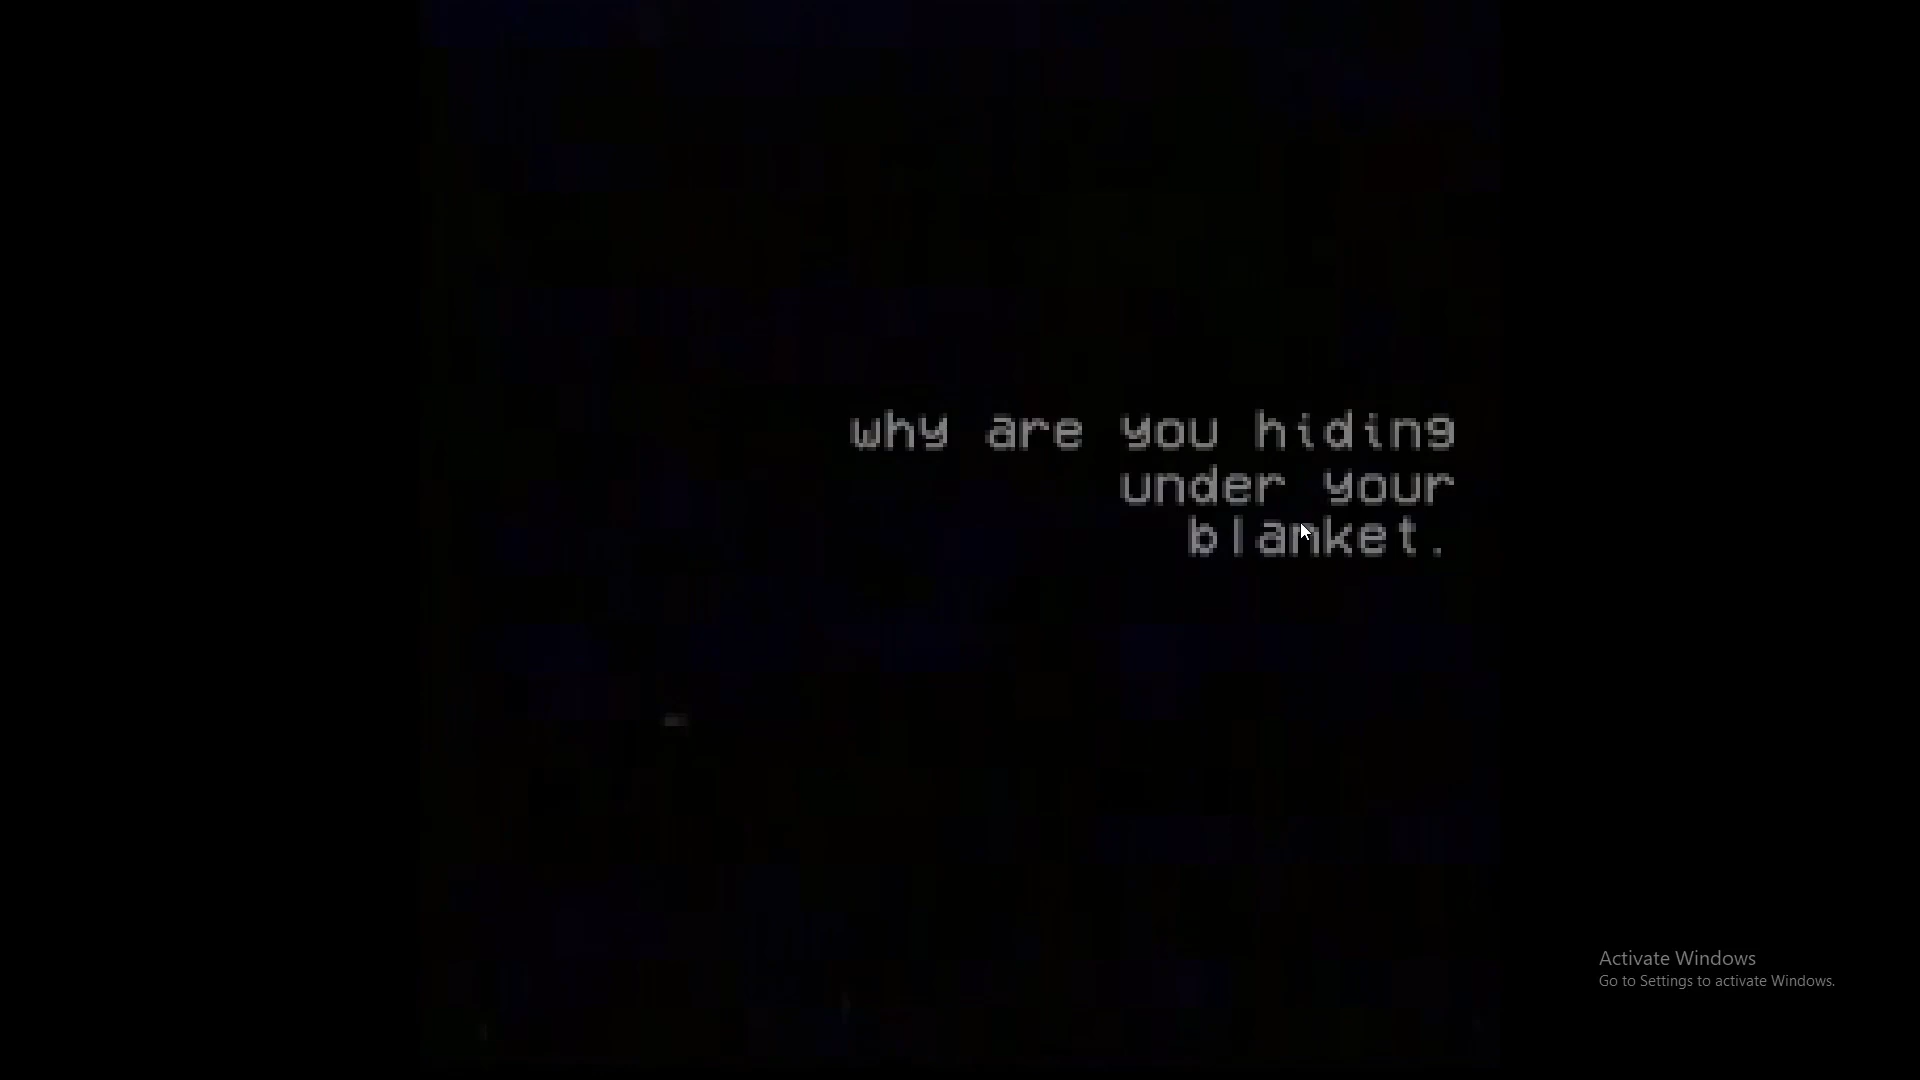 why are you hiding
under your
blanket.
Activate Windows
Go to Settings to activate Windows.